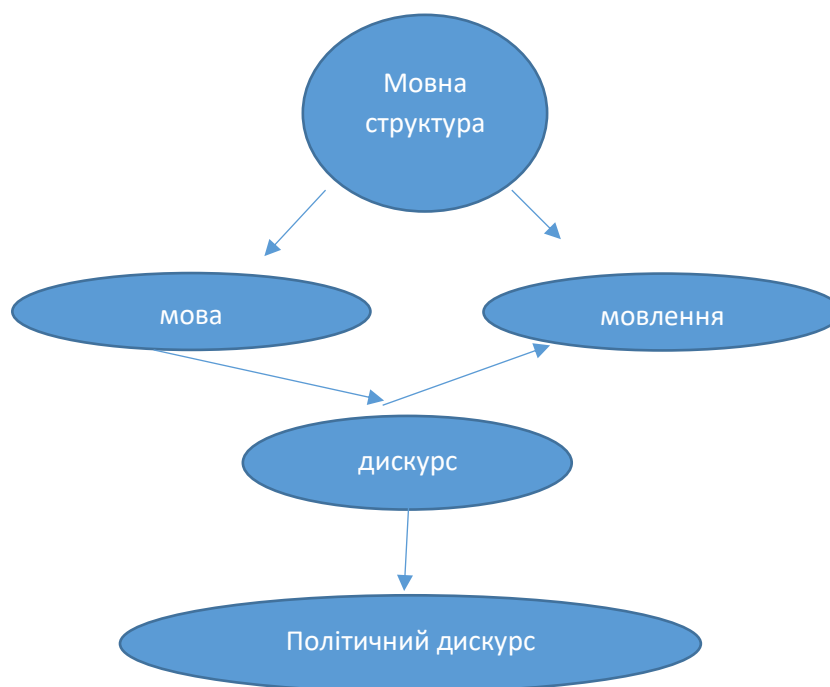 Мовна
структура
мова
мовлення
дискурс
Політичний дискурс